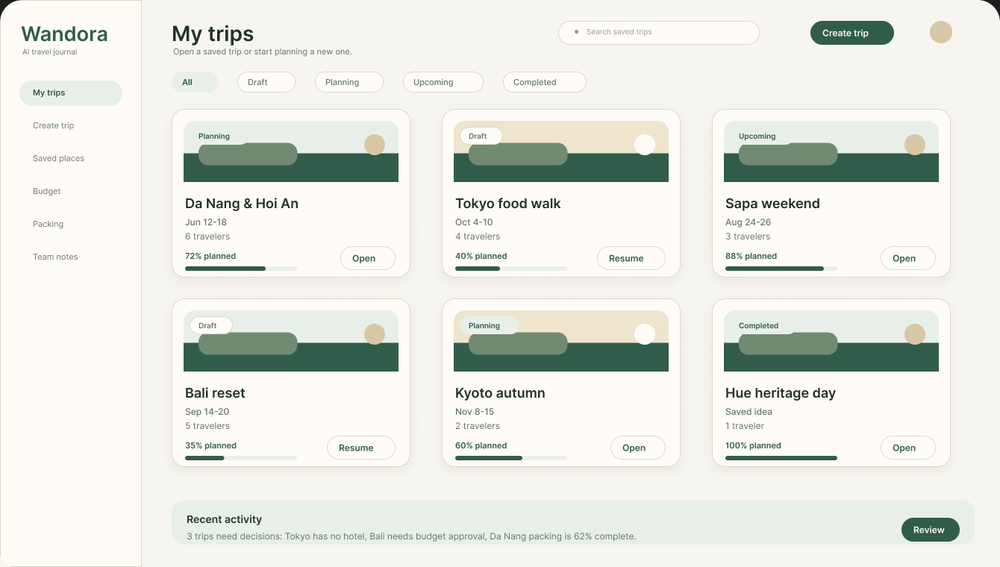 Wandora
AI travel journal
My trips
Create trip
Saved places
Budget
Packing
Team notes
My trips
Open a saved trip or start planning a new one.
Search saved trips
Create trip
All
Draft
Planning
Upcoming
Completed
Planning
Da Nang & Hoi An
Jun 12-18
6 travelers
72% planned
Open
Draft
Tokyo food walk
Oct 4-10
4 travelers
40% planned
Resume
Upcoming
Sapa weekend
Aug 24-26
3 travelers
88% planned
Open
Draft
Bali reset
Sep 14-20
5 travelers
35% planned
Resume
Planning
Kyoto autumn
Nov 8-15
2 travelers
60% planned
Open
Completed
Hue heritage day
Saved idea
1 traveler
100% planned
Open
Recent activity
3 trips need decisions: Tokyo has no hotel, Bali needs budget approval, Da Nang packing is 62% complete.
Review